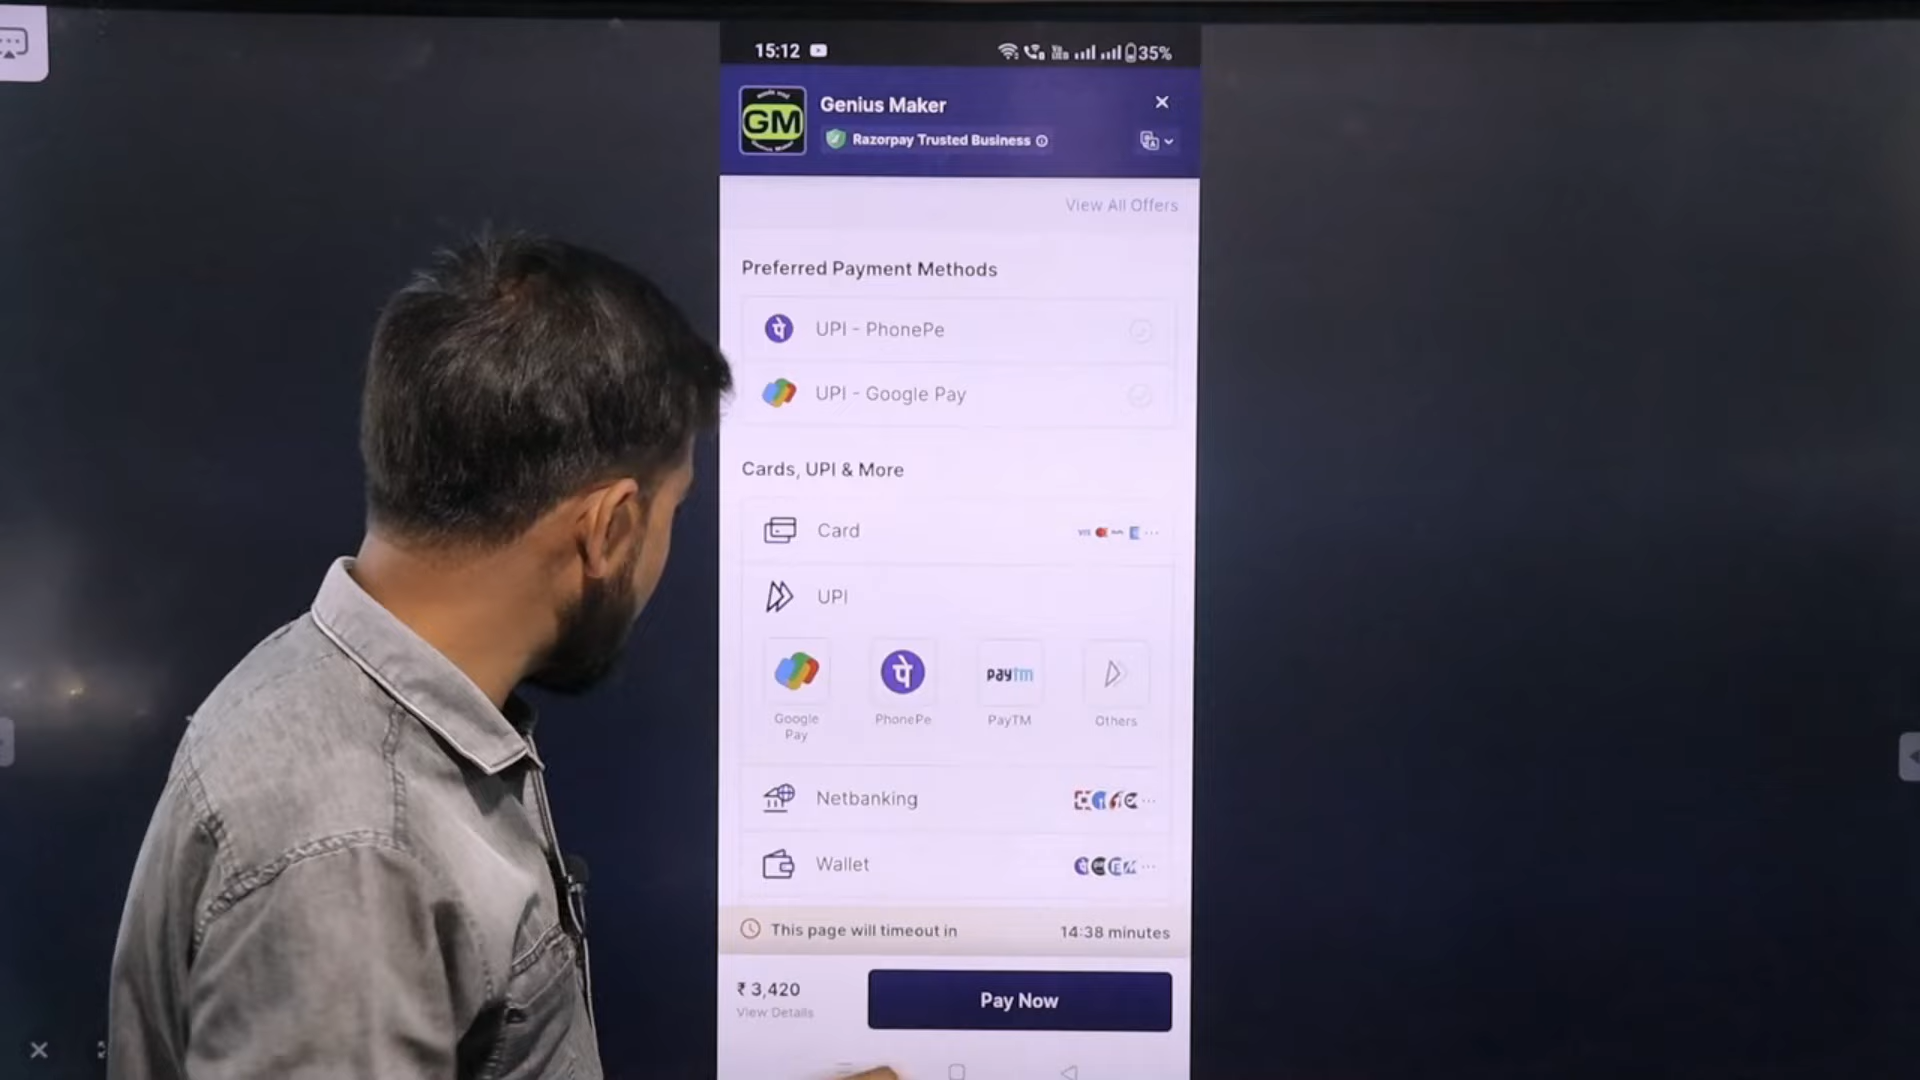 15:12
35%
GM
Genius Maker
Razorpay Trusted Business
View All Offers
Preferred Payment Methods
पे UPI - PhonePe
UPI - Google Pay
Cards, UPI & More
Card
UPI
पे
paytm
Google Pay
PhonePe
PayTM
Others
Netbanking
Wallet
This page will timeout in 14:38 minutes
₹ 3,420
View Details
Pay Now